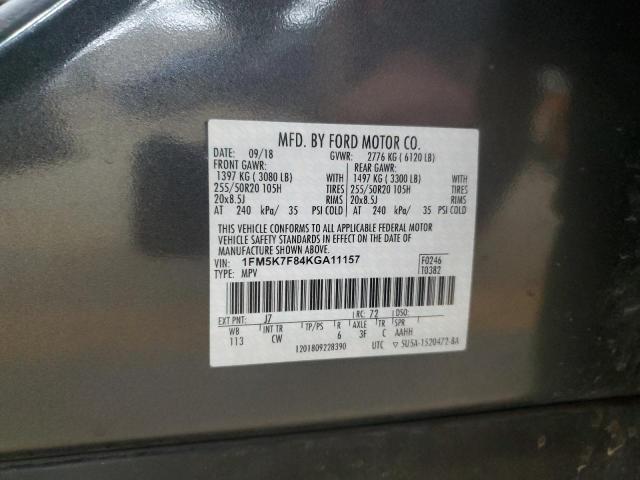 MFD. BY FORD MOTOR CO.
DATE: 09/18 GVWR: 2776 KG ( 6120 LB)
FRONT GAWR: REAR GAWR:
1397 KG ( 3080 LB) WITH 1497 KG ( 3300 LB) WITH
255/50R20 105H TIRES 255/50R20 105H TIRES
20x8.5J RIMS 20x8.5J RIMS
AT 240 kPa/ 35 PSI COLD AT 240 kPa/ 35 PSI COLD
THIS VEHICLE CONFORMS TO ALL APPLICABLE FEDERAL MOTOR
VEHICLE SAFETY STANDARDS IN EFFECT ON THE DATE OF
MANUFACTURE SHOWN ABOVE.
VIN: 1FM5K7F84KGA11157 F0246
TYPE: MPV T0382
EXT PNT: J7 RC: 72 DSO:
WB INT TR TP/PS R AXLE TR SPR
113 CW 6 3F C AAHH
1201809228390 UTC ▽ 5U5A-1520472-BA